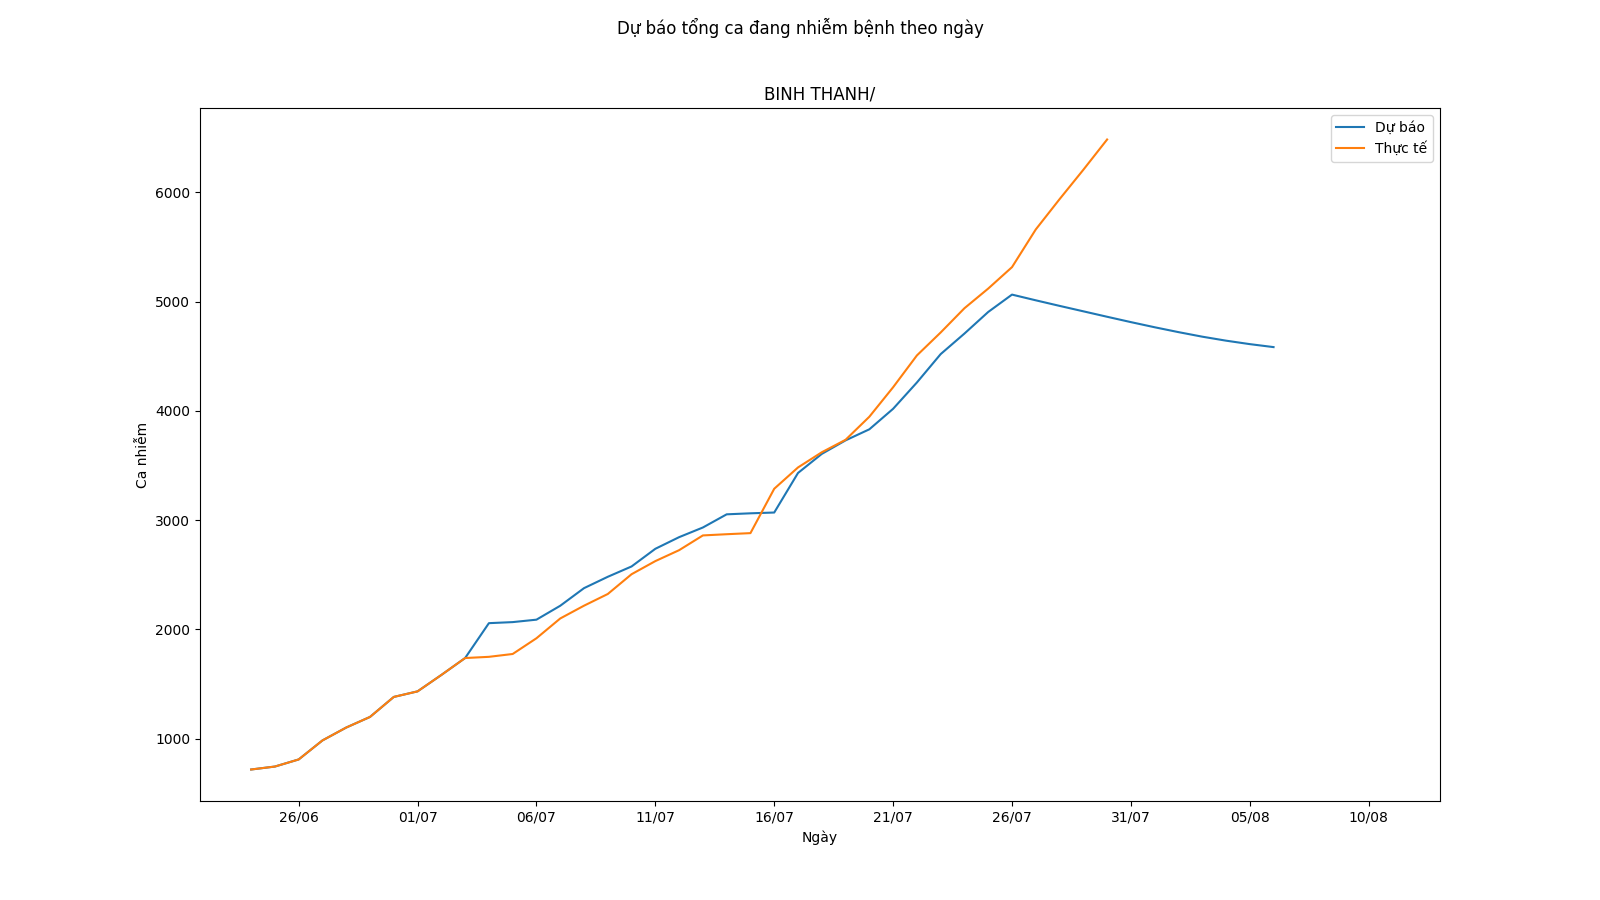 Dự báo tổng ca đang nhiễm bệnh theo ngày
BINH THANH/
Dự báo
Thực tế
6000
5000
4000
3000
2000
1000
Ca nhiễm
26/06 01/07 06/07 11/07 16/07 21/07 26/07 31/07 05/08 10/08
Ngày